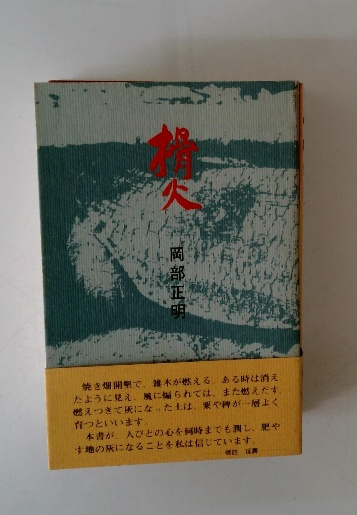 榾火
岡部正明
焼き畑開墾で、雑木が燃える。ある時は消え
たように見え、風に煽られては、また燃えだす。
燃えつきて灰になった土は、粟や稗が一層よく
育つといいます。
本書が、人びとの心を何時までも潤し、肥や
す地の灰になることを私は信じています。